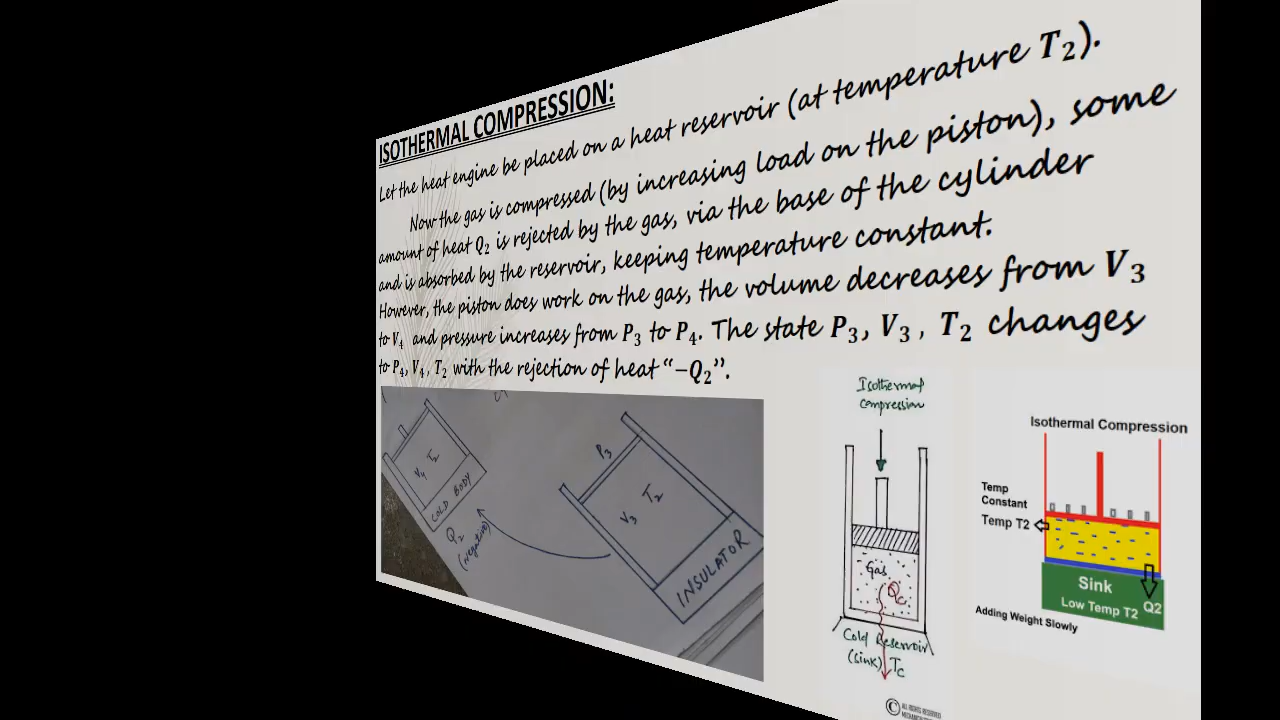 ISOTHERMAL COMPRESSION:
Let the heat engine be placed on a heat reservoir (at temperature T₂).
Now the gas is compressed (by increasing load on the piston), some
amount of heat Q₂ is rejected by the gas, via the base of the cylinder
and is absorbed by the reservoir, keeping temperature constant.
However, the piston does work on the gas, the volume decreases from V₃
to V₄ and pressure increases from P₃ to P₄. The state P₃, V₃, T₂ changes
to P₄, V₄, T₂ with the rejection of heat “−Q₂”.
V₄ T₂
COLD BODY
Q₂
(negative)
P₃
V₃ T₂
INSULATOR
Isothermal
compression
Gas
Qc
Cold Reservoir
(sink) Tc
© ALL RIGHTS RESERVED
Isothermal Compression
Temp
Constant
Temp T2
Sink
Low Temp T2
Q2
Adding Weight Slowly